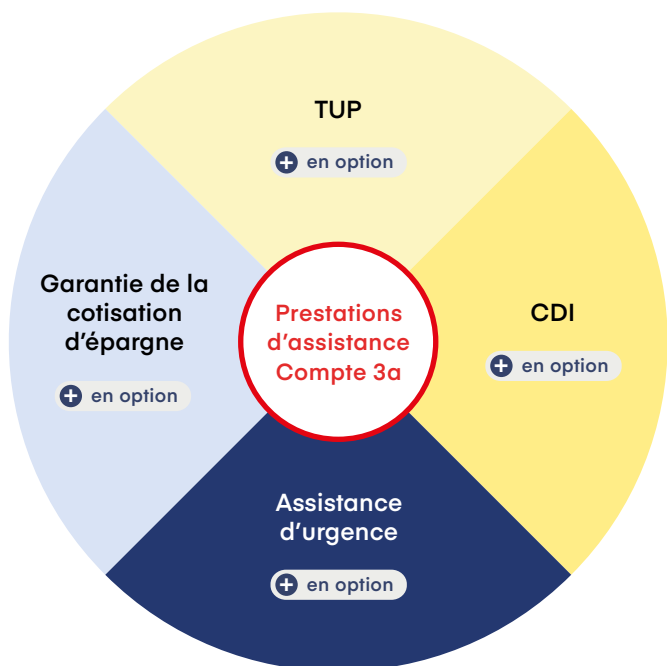 TUP
en option
Garantie de la
cotisation
d'épargne
en option
Prestations
d'assistance
Compte 3a
CDI
en option
Assistance
d'urgence
en option